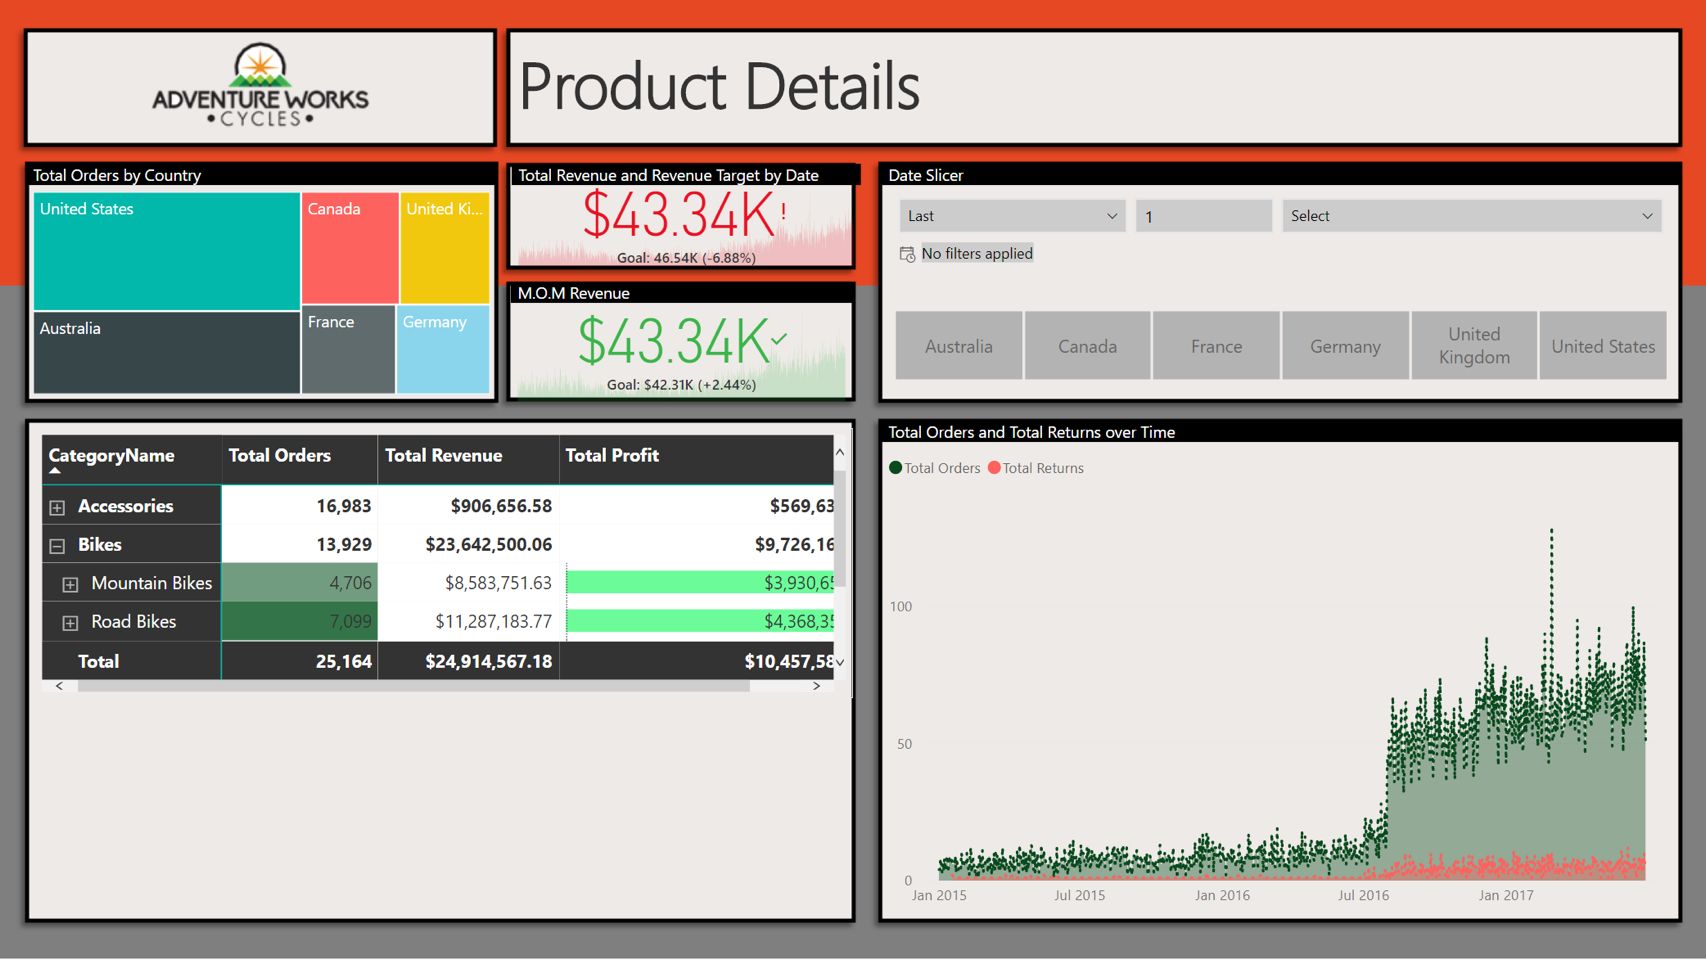 ADVENTURE WORKS
•CYCLES•
Product Details
Total Orders by Country
United States
Canada
United Ki...
Australia
France
Germany
Total Revenue and Revenue Target by Date
$43.34K!
Goal: 46.54K (-6.88%)
M.O.M Revenue
$43.34K
Goal: $42.31K (+2.44%)
Date Slicer
Last
1
Select
No filters applied
Australia
Canada
France
Germany
United
Kingdom
United States
CategoryName Total Orders Total Revenue Total Profit
Accessories 16,983 $906,656.58 $569,63
Bikes 13,929 $23,642,500.06 $9,726,16
Mountain Bikes 4,706 $8,583,751.63 $3,930,65
Road Bikes 7,099 $11,287,183.77 $4,368,35
Total 25,164 $24,914,567.18 $10,457,58
Total Orders and Total Returns over Time
Total Orders Total Returns
100
50
0
Jan 2015 Jul 2015 Jan 2016 Jul 2016 Jan 2017